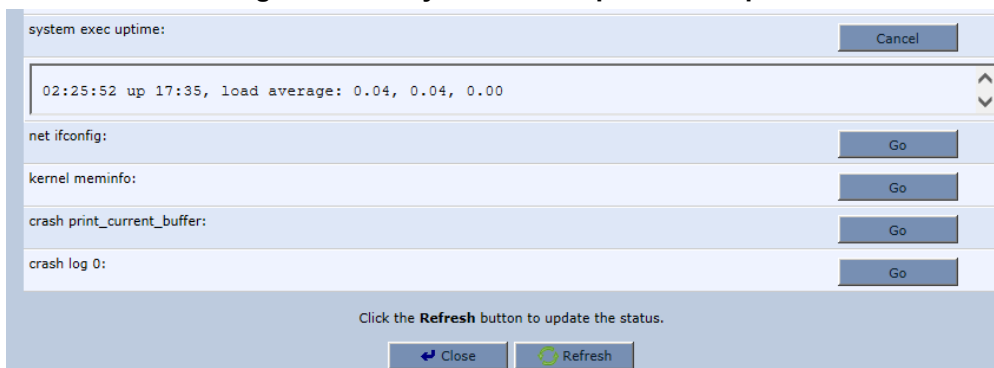 system exec uptime:
Cancel
02:25:52 up 17:35, load average: 0.04, 0.04, 0.00
net ifconfig:
Go
kernel meminfo:
Go
crash print_current_buffer:
Go
crash log 0:
Go
Click the Refresh button to update the status.
Close
Refresh